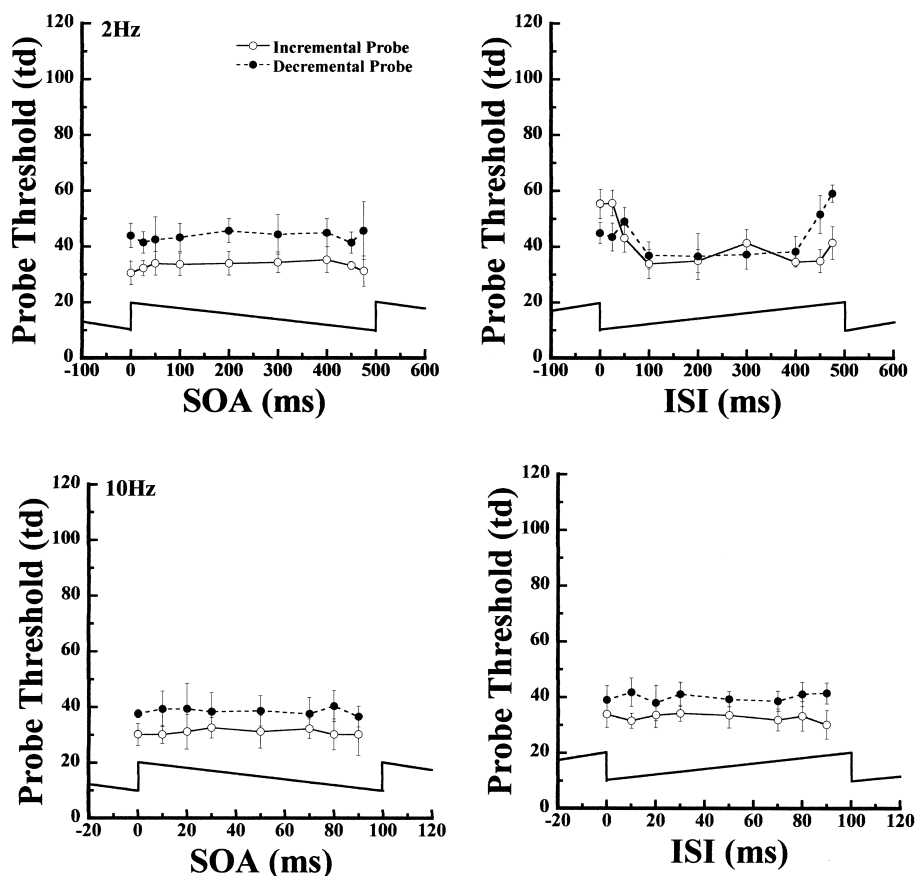 2Hz
Incremental Probe
Decremental Probe
Probe Threshold (td)
120
100
80
60
40
20
0
-100 0 100 200 300 400 500 600
SOA (ms)
Probe Threshold (td)
120
100
80
60
40
20
0
-100 0 100 200 300 400 500 600
ISI (ms)
10Hz
Probe Threshold (td)
120
100
80
60
40
20
0
-20 0 20 40 60 80 100 120
SOA (ms)
Probe Threshold (td)
120
100
80
60
40
20
0
-20 0 20 40 60 80 100 120
ISI (ms)